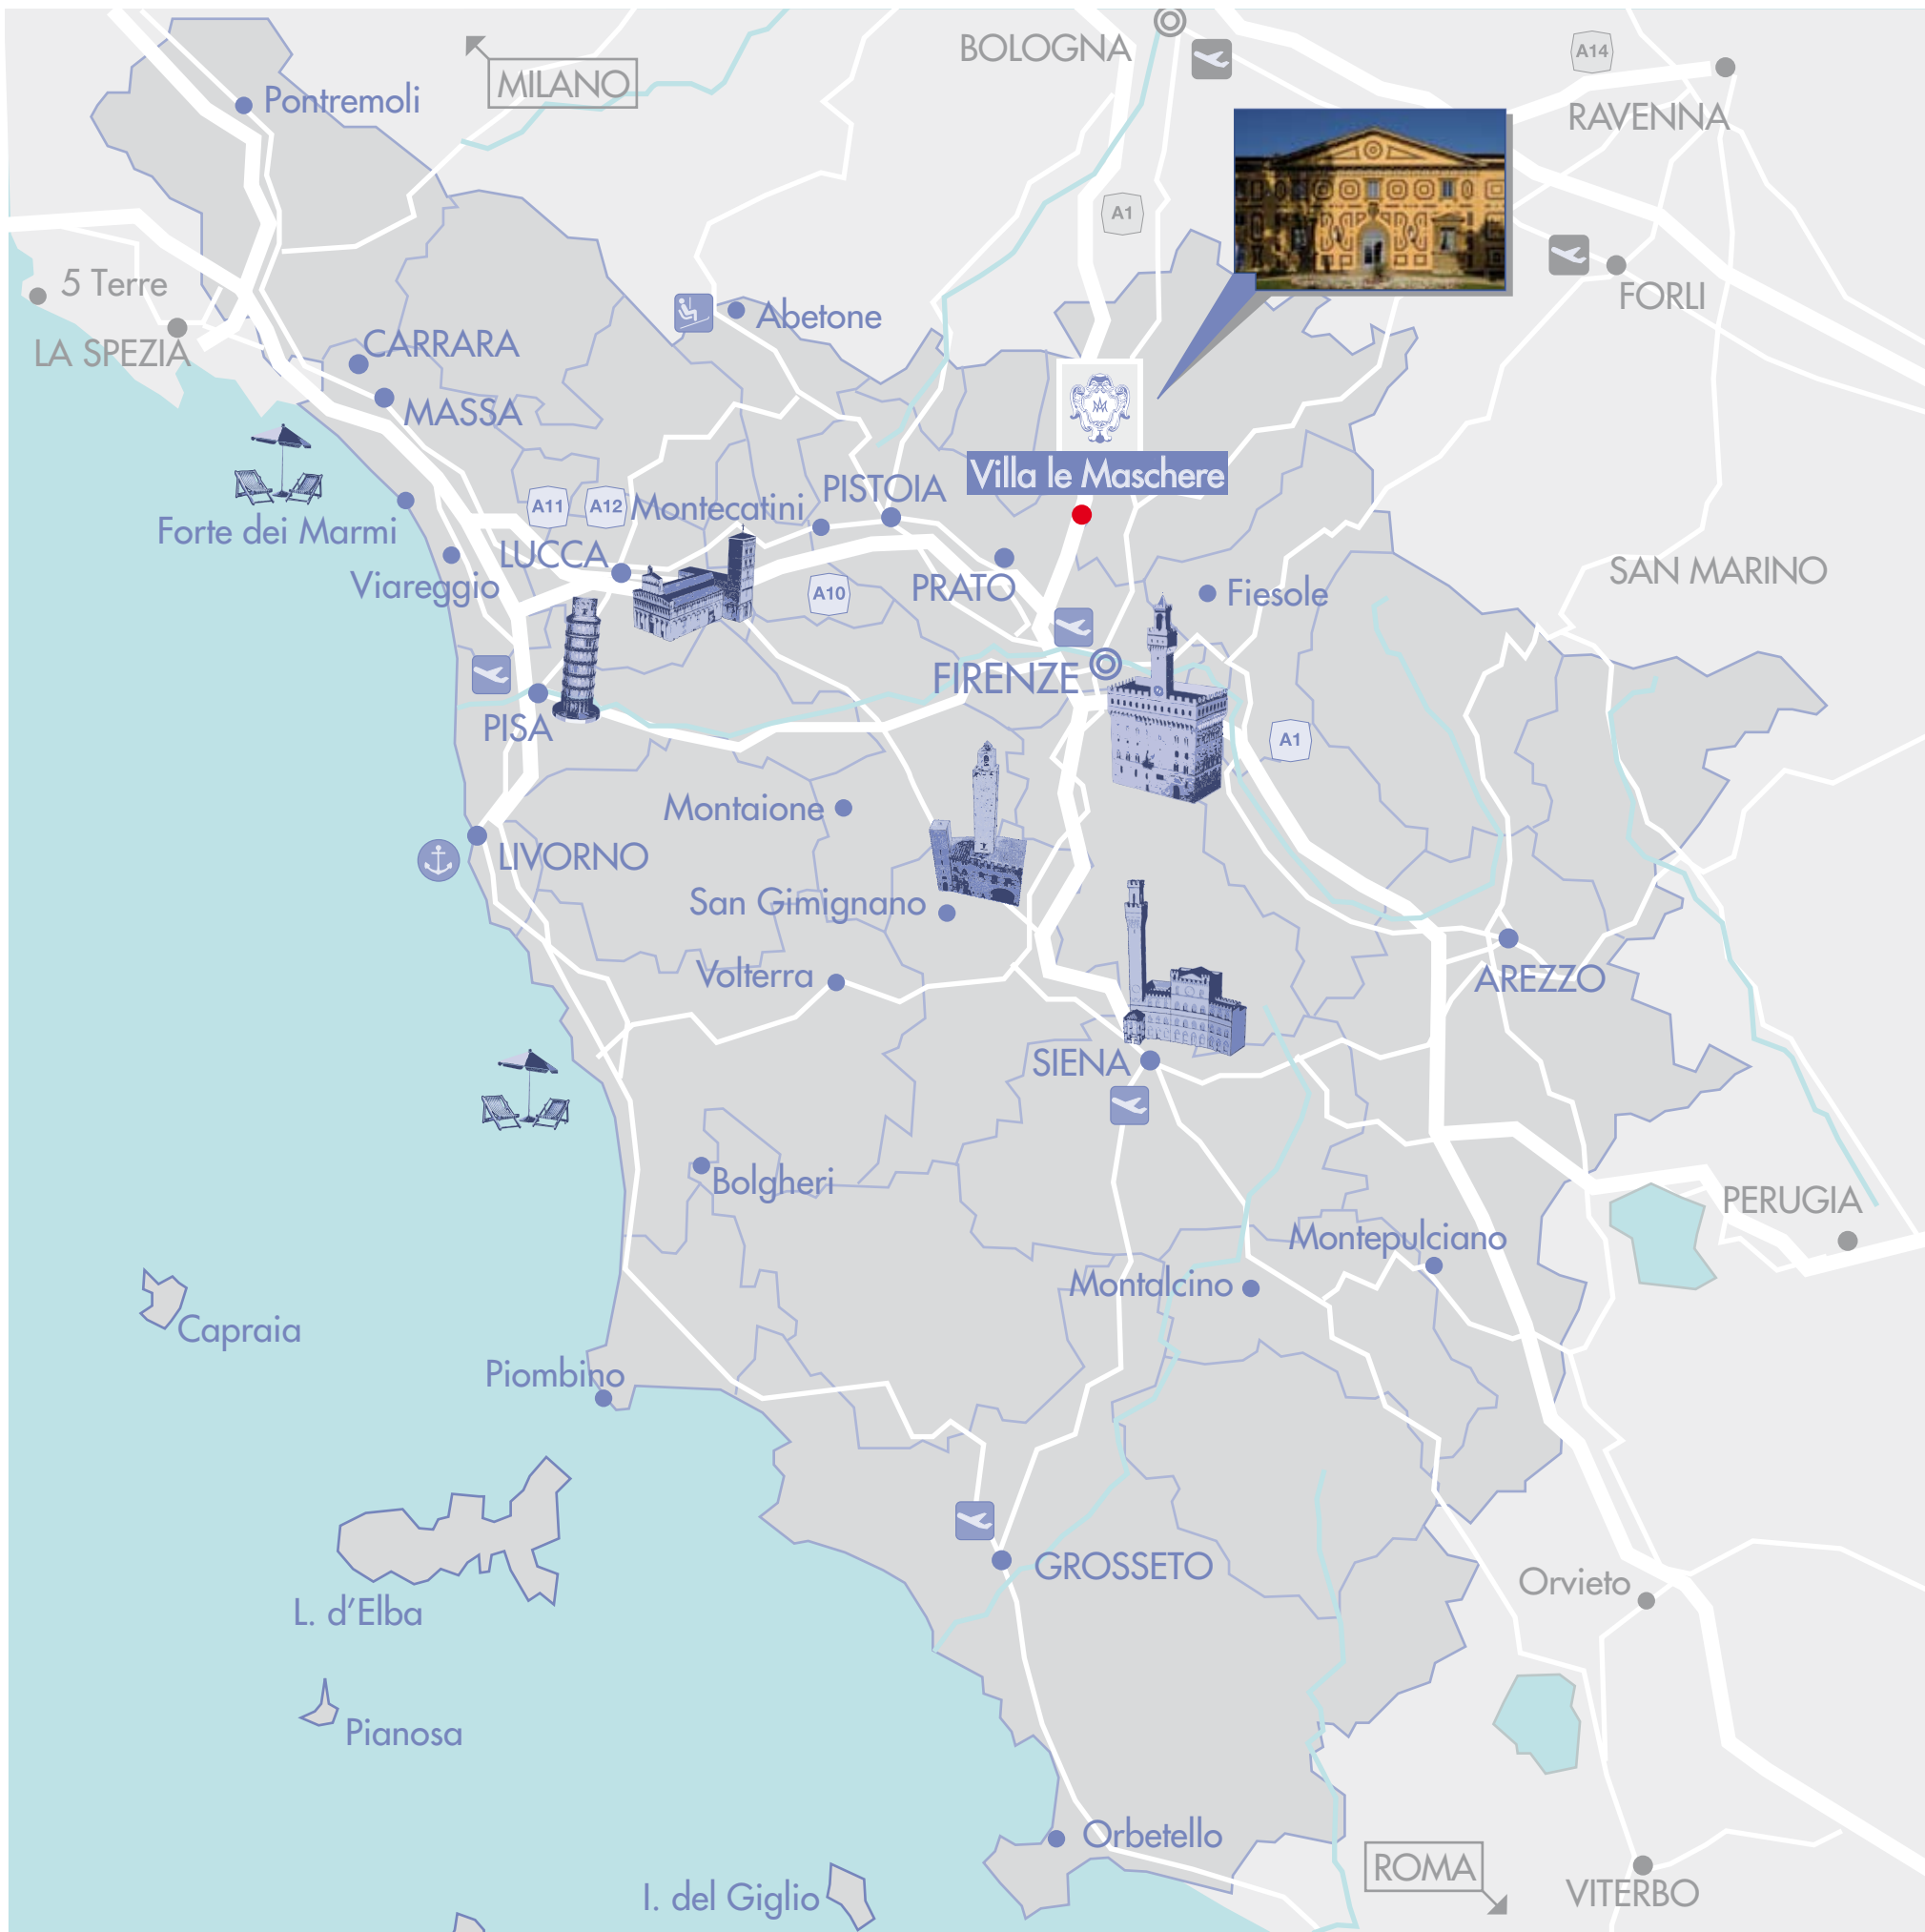 BOLOGNA
A14
MILANO
Pontremoli
RAVENNA
A1
5 Terre
FORLI
Abetone
LA SPEZIA
CARRARA
MASSA
Villa le Maschere
PISTOIA
A11
A12
Montecatini
Forte dei Marmi
LUCCA
Viareggio
A10
PRATO
Fiesole
SAN MARINO
FIRENZE
PISA
A1
Montaione
LIVORNO
San Gimignano
Volterra
AREZZO
SIENA
Bolgheri
PERUGIA
Montepulciano
Montalcino
Capraia
Piombino
GROSSETO
Orvieto
L. d'Elba
Pianosa
Orbetello
ROMA
I. del Giglio
VITERBO